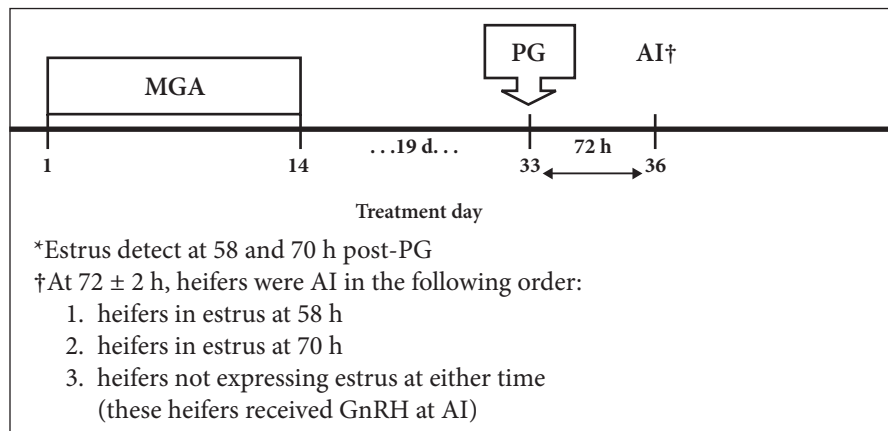 PG
AI†
MGA
. . .19 d. . .
72 h
1
14
33
36
Treatment day
*Estrus detect at 58 and 70 h post-PG
†At 72 ± 2 h, heifers were AI in the following order:
1. heifers in estrus at 58 h
2. heifers in estrus at 70 h
3. heifers not expressing estrus at either time
(these heifers received GnRH at AI)